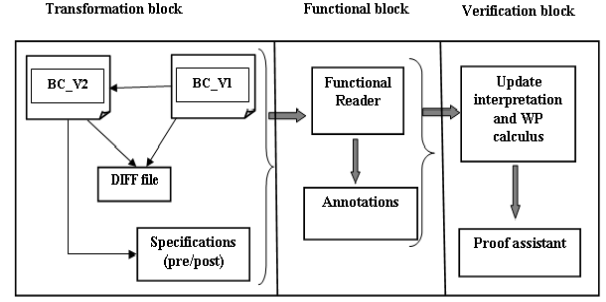 Transformation block
Functional block
Verification block
BC_V2
BC_V1
DIFF file
Specifications
(pre/post)
Functional
Reader
Annotations
Update
interpretation
and WP
calculus
Proof assistant